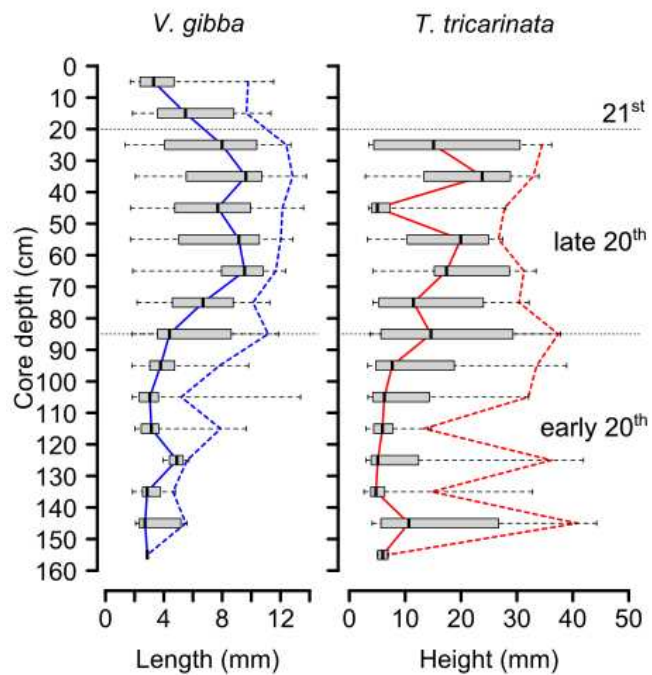 V. gibba
T. tricarinata
Core depth (cm)
0
10
20
30
40
50
60
70
80
90
100
110
120
130
140
150
160
21st
late 20th
early 20th
0 4 8 12
0 10 20 30 40 50
Length (mm)
Height (mm)